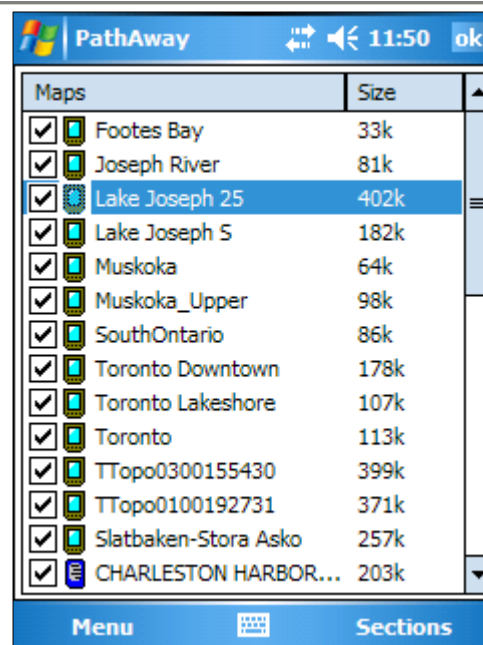 PathAway 11:50 ok
Maps Size
Footes Bay 33k
Joseph River 81k
Lake Joseph 25 402k
Lake Joseph S 182k
Muskoka 64k
Muskoka_Upper 98k
SouthOntario 86k
Toronto Downtown 178k
Toronto Lakeshore 107k
Toronto 113k
TTopo0300155430 399k
TTopo0100192731 371k
Slatbaken-Stora Asko 257k
CHARLESTON HARBOR... 203k
Menu Sections